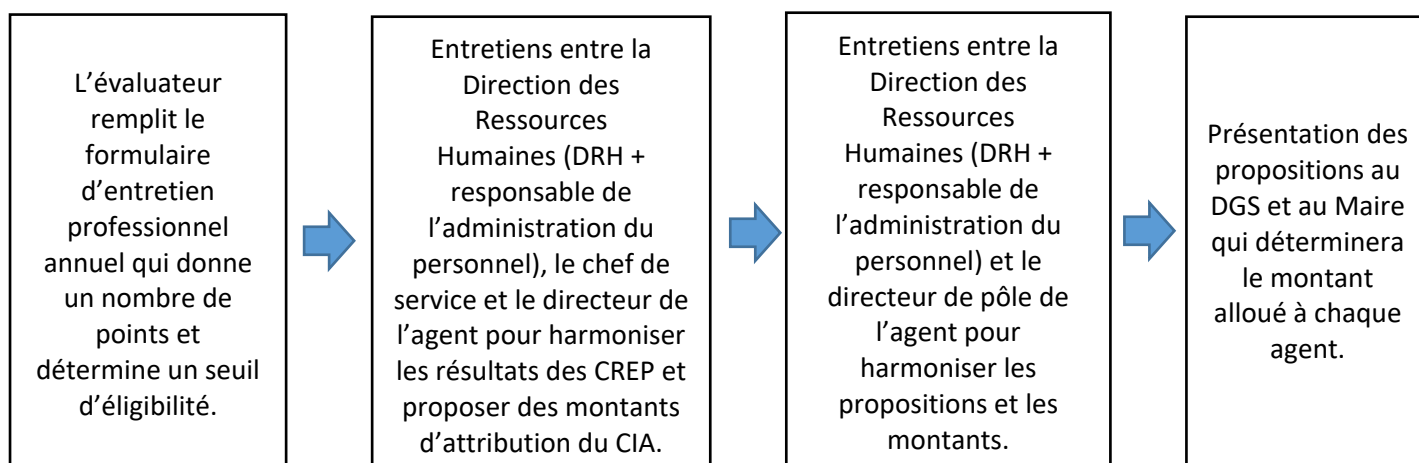 L’évaluateur
remplit le
formulaire
d’entretien
professionnel
annuel qui donne
un nombre de
points et
détermine un seuil
d’éligibilité.
Entretiens entre la
Direction des
Ressources
Humaines (DRH +
responsable de
l’administration du
personnel), le chef de
service et le directeur de
l’agent pour harmoniser
les résultats des CREP et
proposer des montants
d’attribution du CIA.
Entretiens entre la
Direction des
Ressources
Humaines (DRH +
responsable de
l’administration du
personnel) et le
directeur de pôle de
l’agent pour
harmoniser les
propositions et les
montants.
Présentation des
propositions au
DGS et au Maire
qui déterminera
le montant
alloué à chaque
agent.